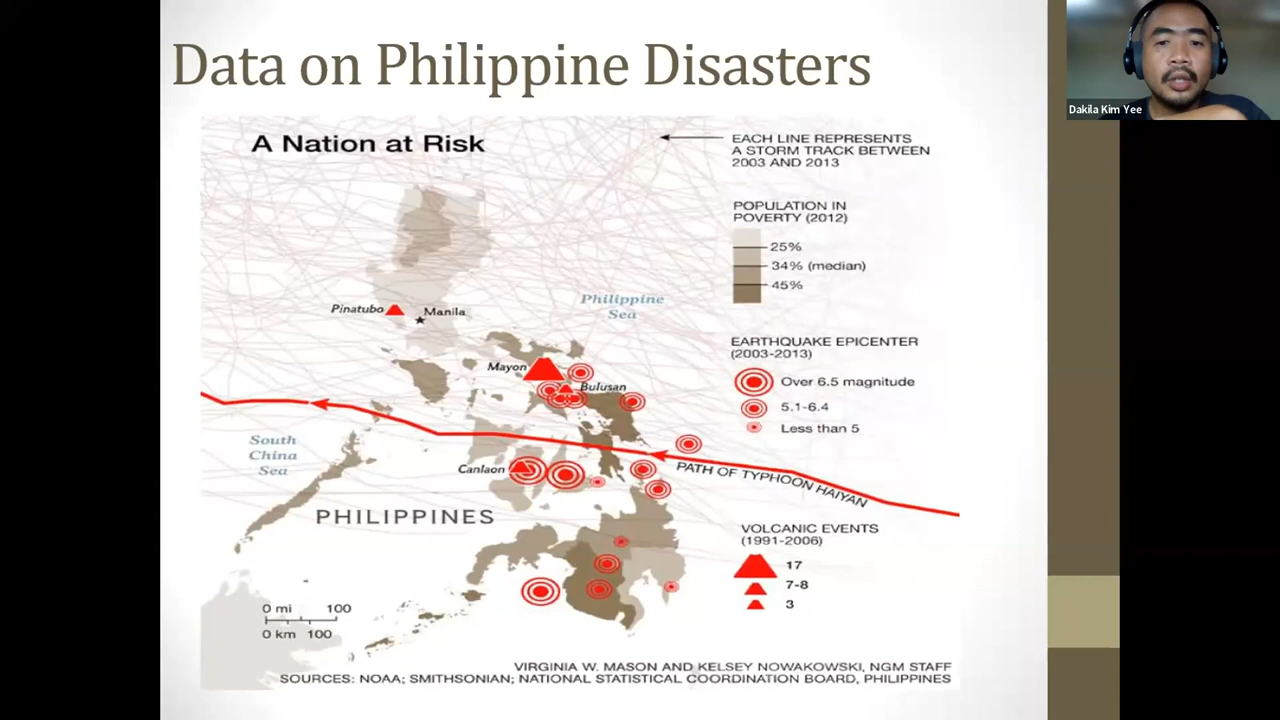 Data on Philippine Disasters
Dakila Kim Yee
A Nation at Risk
EACH LINE REPRESENTS
A STORM TRACK BETWEEN
2003 AND 2013
POPULATION IN
POVERTY (2012)
25%
34% (median)
45%
Philippine
Sea
Pinatubo
Manila
EARTHQUAKE EPICENTER
(2003-2013)
Over 6.5 magnitude
5.1-6.4
Less than 5
Mayon
Bulusan
South
China
Sea
Canlaon
PATH OF TYPHOON HAIYAN
PHILIPPINES
VOLCANIC EVENTS
(1991-2006)
17
7-8
3
0 mi 100
0 km 100
VIRGINIA W. MASON AND KELSEY NOWAKOWSKI, NGM STAFF
SOURCES: NOAA; SMITHSONIAN; NATIONAL STATISTICAL COORDINATION BOARD, PHILIPPINES